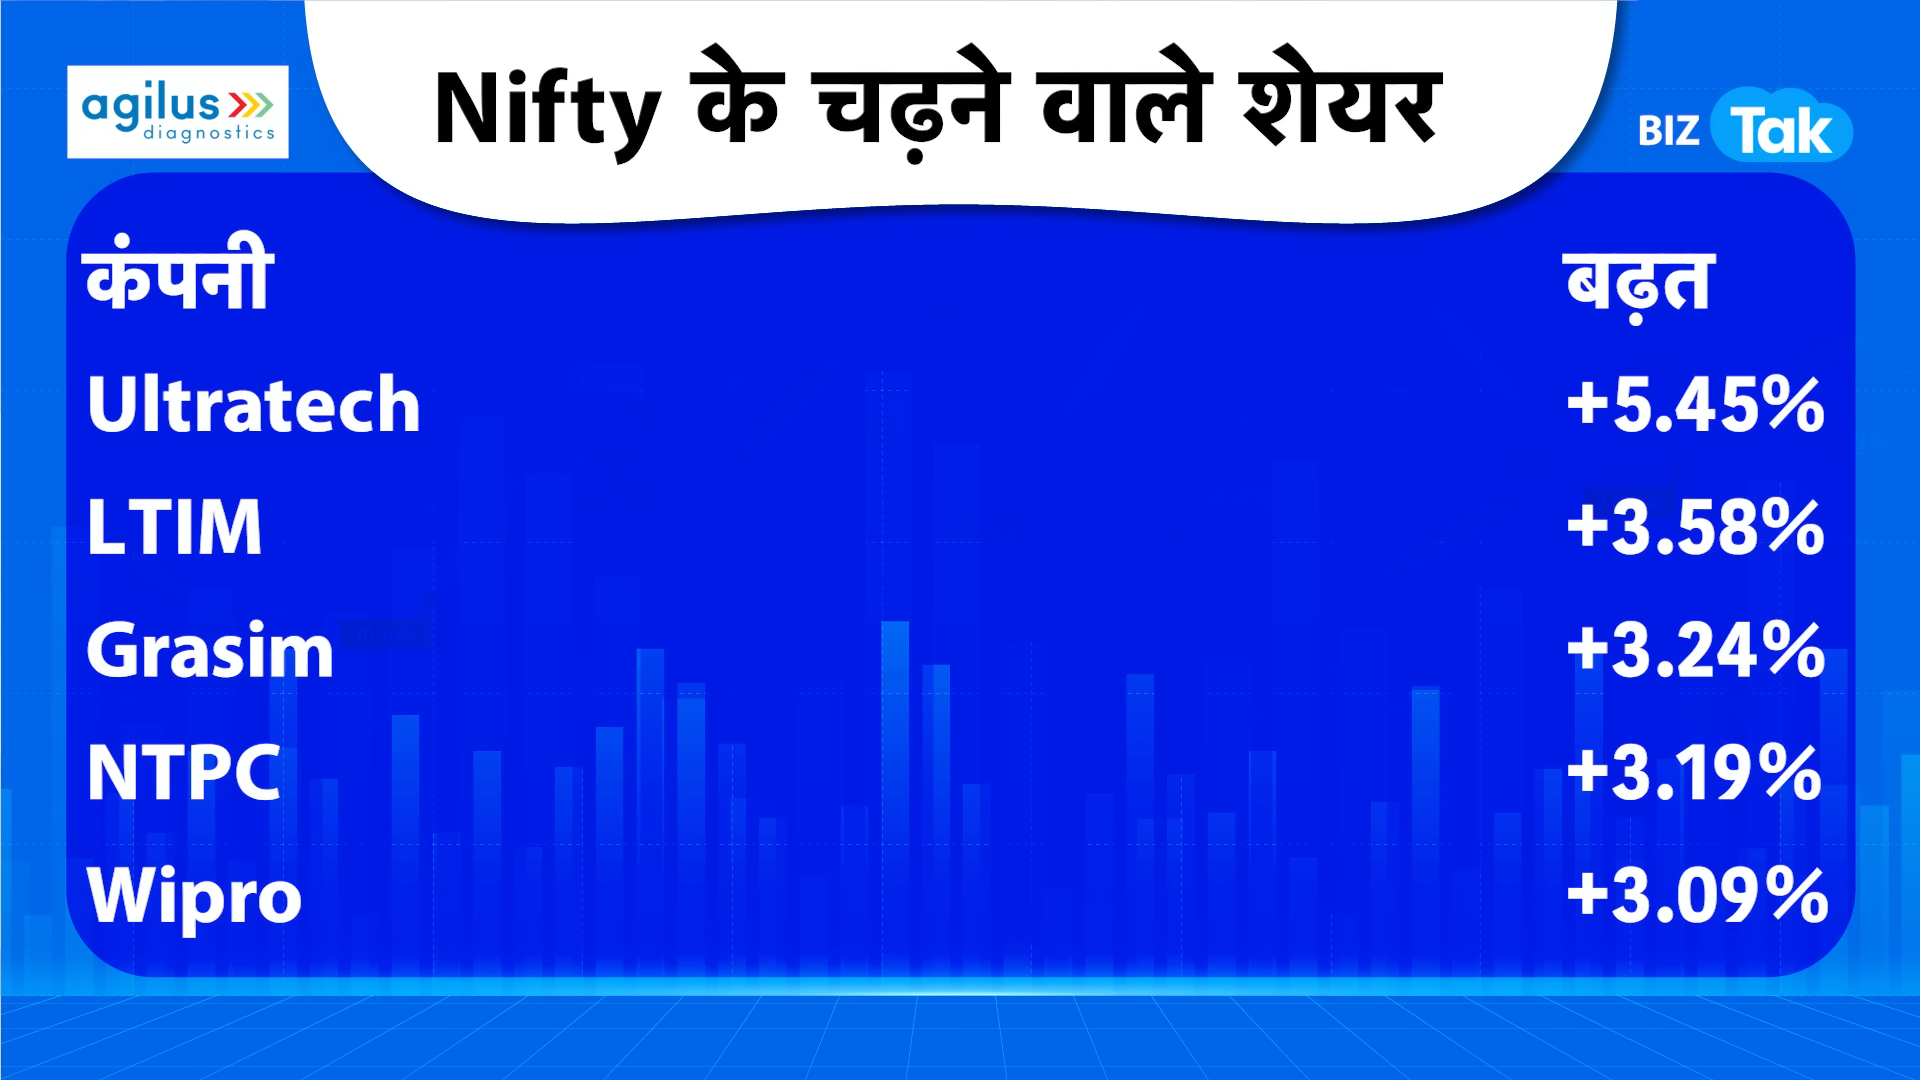 agilus
diagnostics
Nifty के चढ़ने वाले शेयर
BIZ Tak
कंपनी बढ़त
Ultratech +5.45%
LTIM +3.58%
Grasim +3.24%
NTPC +3.19%
Wipro +3.09%